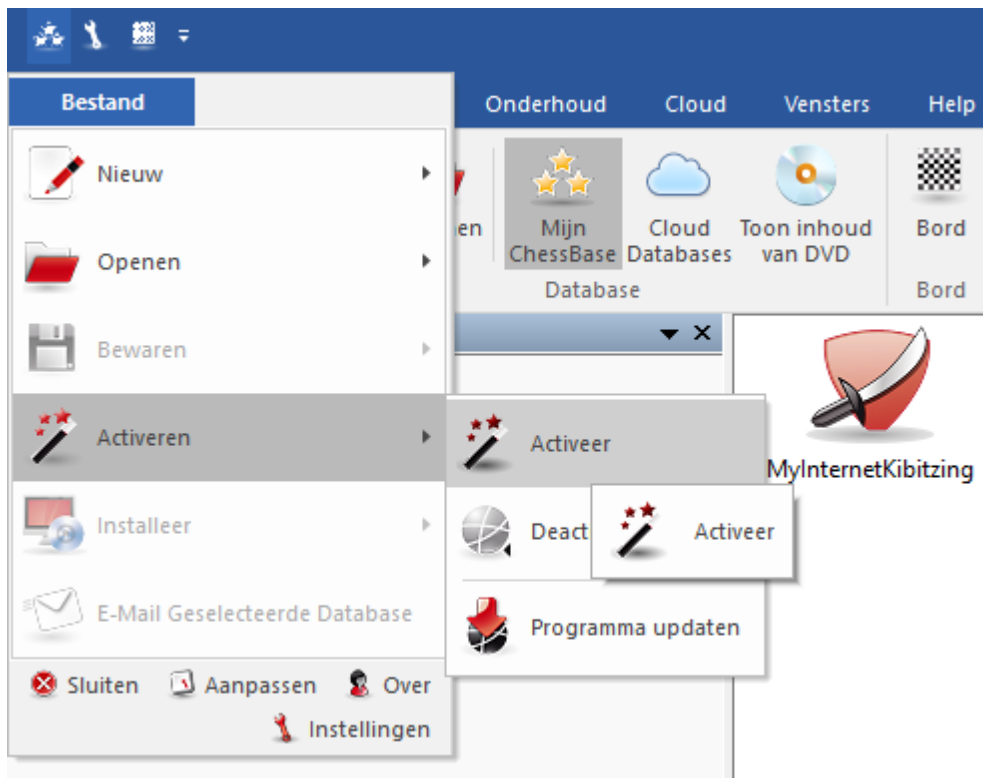 Bestand
Onderhoud
Cloud
Vensters
Help
Nieuw
Openen
Bewaren
Activeren
Installeer
E-Mail Geselecteerde Database
Sluiten
Aanpassen
Over
Instellingen
en
Mijn
ChessBase
Cloud
Databases
Toon inhoud
van DVD
Bord
Database
Bord
Activeer
Deact
Activeer
Programma updaten
MyInternetKibitzing